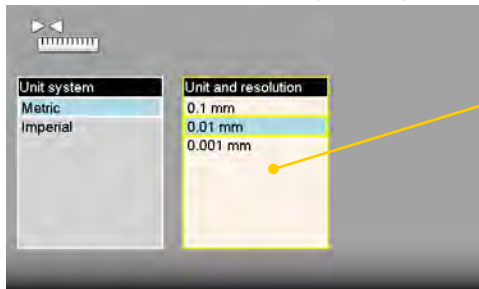 Unit system
Metric
Imperial
Unit and resolution
0.1 mm
0.01 mm
0.001 mm